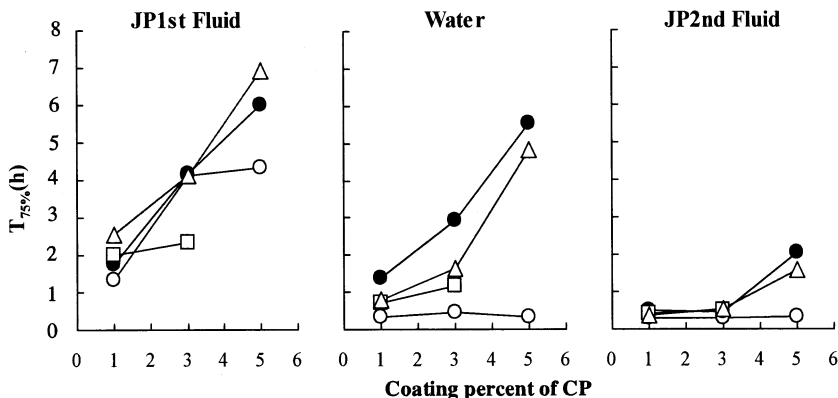 JP1st Fluid
Water
JP2nd Fluid
T75%(h)
8
7
6
5
4
3
2
1
0
0 1 2 3 4 5 6
0 1 2 3 4 5 6
0 1 2 3 4 5 6
Coating percent of CP